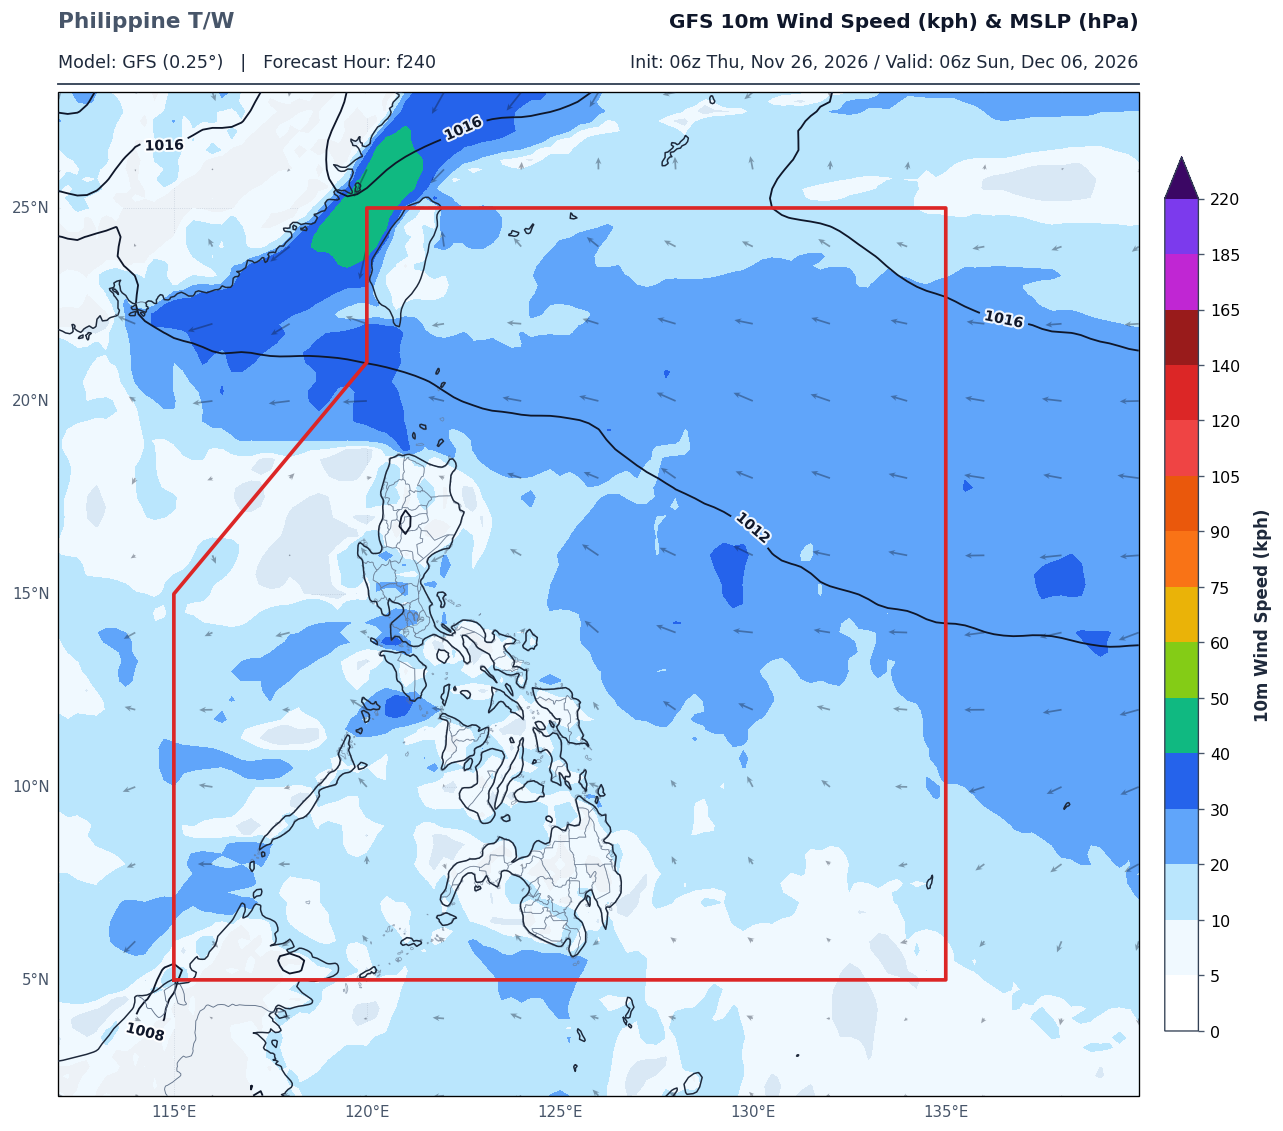 Philippine T/W
GFS 10m Wind Speed (kph) & MSLP (hPa)
Model: GFS (0.25°)   |   Forecast Hour: f240
Init: 06z Thu, Nov 26, 2026 / Valid: 06z Sun, Dec 06, 2026
1016
1016
1016
1012
1008
25°N
20°N
15°N
10°N
5°N
115°E
120°E
125°E
130°E
135°E
220
185
165
140
120
105
90
75
60
50
40
30
20
10
5
0
10m Wind Speed (kph)